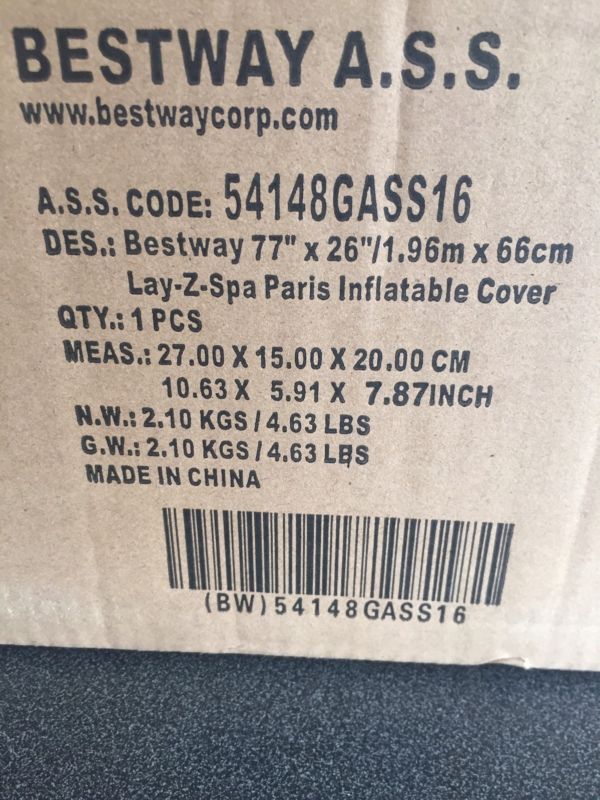 BESTWAY A.S.S.
www.bestwaycorp.com
A.S.S. CODE: 54148GASS16
DES.: Bestway 77" x 26"/1.96m x 66cm
Lay-Z-Spa Paris Inflatable Cover
QTY.: 1 PCS
MEAS.: 27.00 X 15.00 X 20.00 CM
10.63 X 5.91 X 7.87INCH
N.W.: 2.10 KGS / 4.63 LBS
G.W.: 2.10 KGS / 4.63 LBS
MADE IN CHINA
(BW)54148GASS16